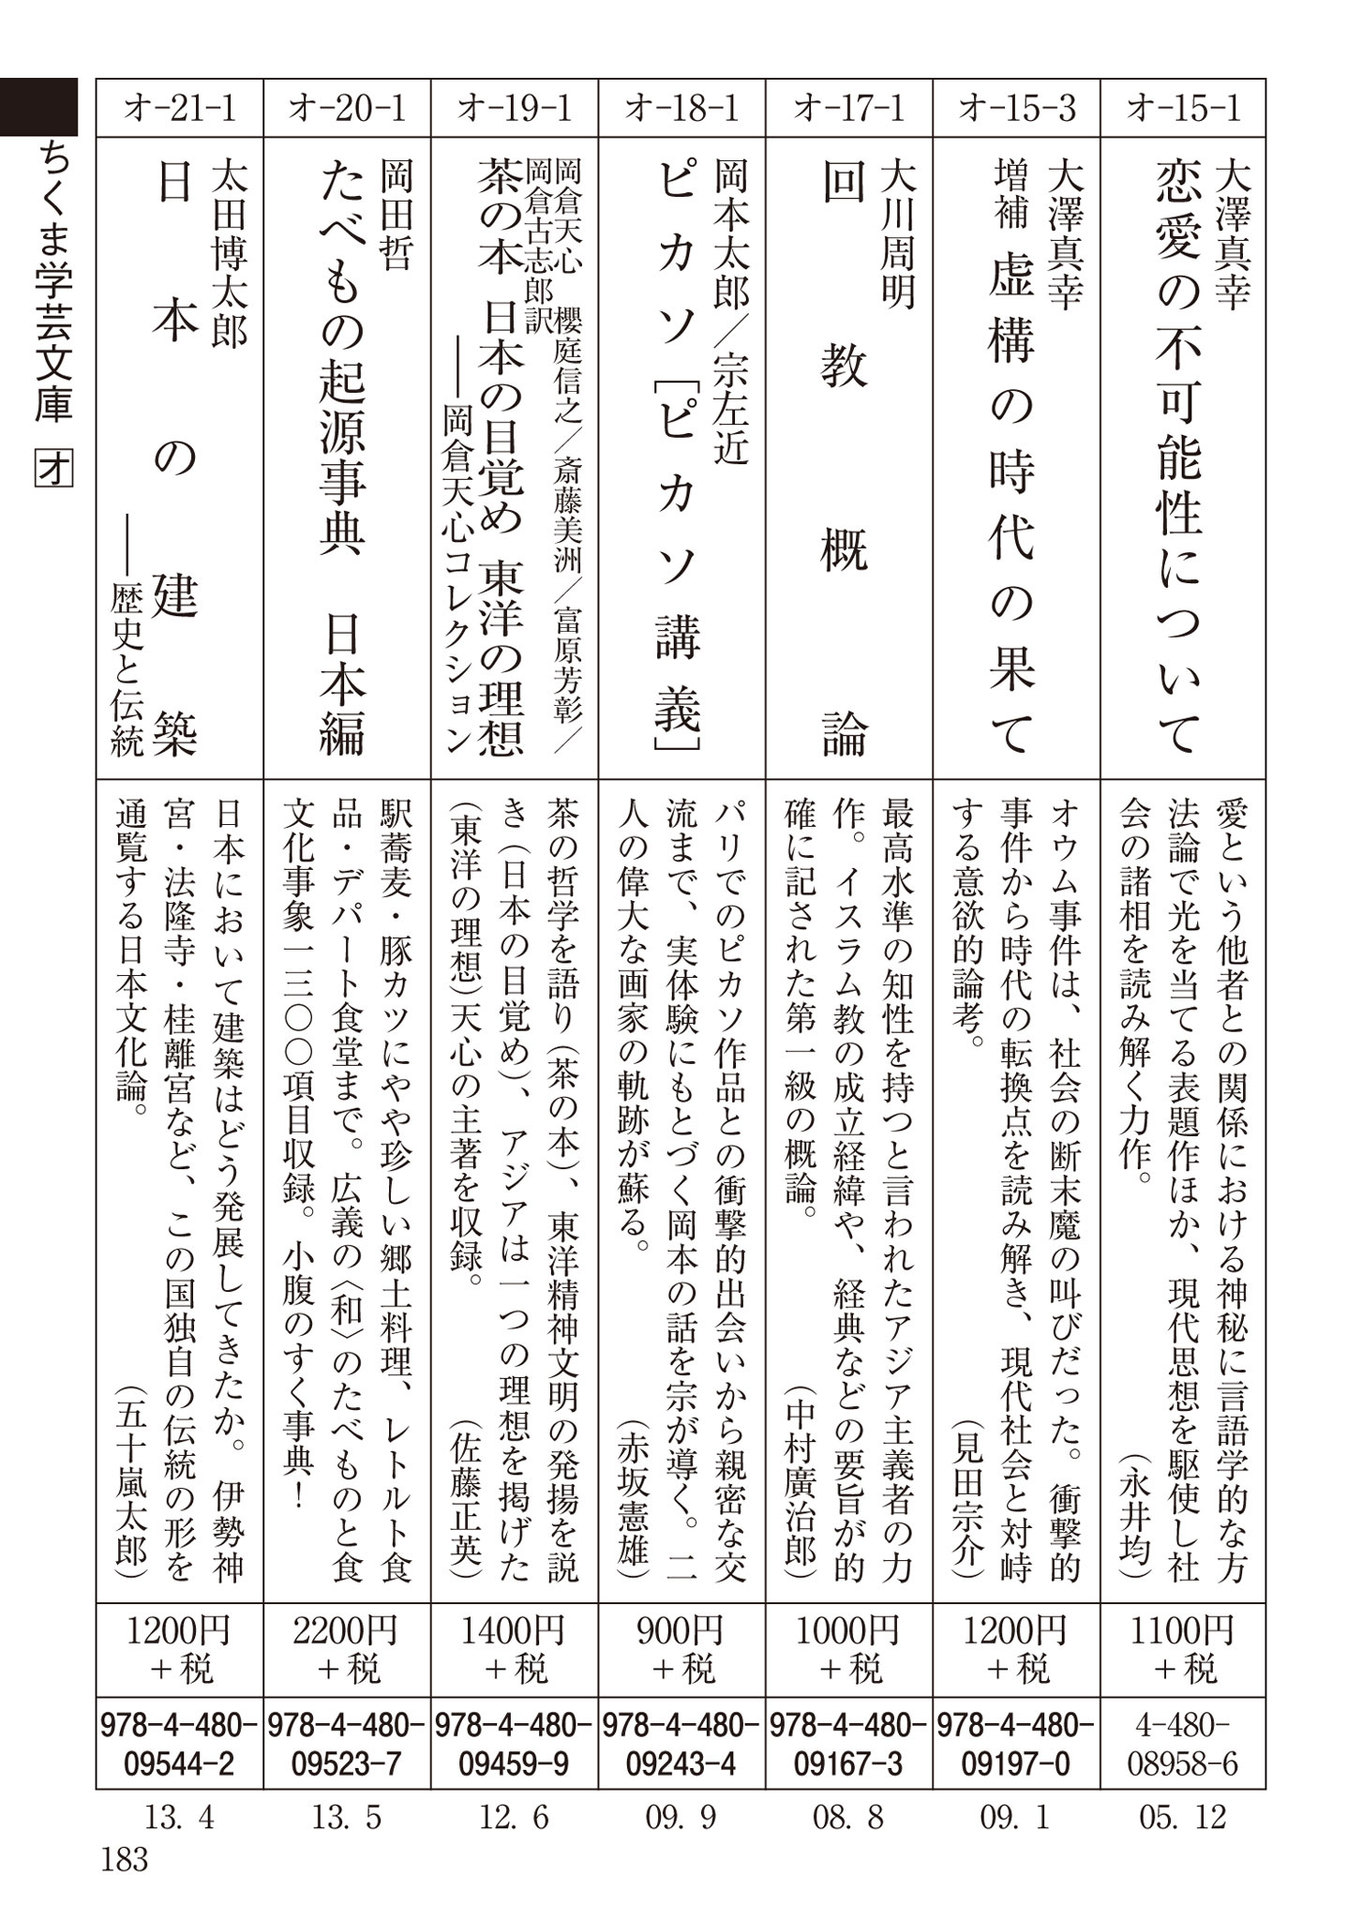 オ-15-1
大澤真幸
恋愛の不可能性について
愛という他者との関係における神秘に言語学的な方
法論で光を当てる表題作ほか、現代思想を駆使し社
会の諸相を読み解く力作。
（永井均）
1100円
＋税
4-480-
08958-6
05. 12
オ-15-3
大澤真幸
増補 虚構の時代の果て
オウム事件は、社会の断末魔の叫びだった。衝撃的
事件から時代の転換点を読み解き、現代社会と対峙
する意欲的論考。
（見田宗介）
1200円
＋税
978-4-480-
09197-0
09. 1
オ-17-1
大川周明
回教概論
最高水準の知性を持つと言われたアジア主義者の力
作。イスラム教の成立経緯や、経典などの要旨が的
確に記された第一級の概論。
（中村廣治郎）
1000円
＋税
978-4-480-
09167-3
08. 8
オ-18-1
岡本太郎／宗左近
ピカソ［ピカソ講義］
パリでのピカソ作品との衝撃的出会いから親密な交
流まで、実体験にもとづく岡本の話を宗が導く。二
人の偉大な画家の軌跡が蘇る。
（赤坂憲雄）
900円
＋税
978-4-480-
09243-4
09. 9
オ-19-1
岡倉天心 櫻庭信之／斎藤美洲／富原芳彰／
岡倉古志郎訳
茶の本 日本の目覚め 東洋の理想
――岡倉天心コレクション
茶の哲学を語り（茶の本）、東洋精神文明の発揚を説
き（日本の目覚め）、アジアは一つの理想を掲げた
（東洋の理想）天心の主著を収録。
（佐藤正英）
1400円
＋税
978-4-480-
09459-9
12. 6
オ-20-1
岡田哲
たべもの起源事典 日本編
駅蕎麦・豚カツにやや珍しい郷土料理、レトルト食
品・デパート食堂まで。広義の〈和〉のたべものと食
文化事象一三〇〇項目収録。小腹のすく事典！
2200円
＋税
978-4-480-
09523-7
13. 5
オ-21-1
太田博太郎
日本の建築
――歴史と伝統
日本において建築はどう発展してきたか。伊勢神
宮・法隆寺・桂離宮など、この国独自の伝統の形を
通覧する日本文化論。
（五十嵐太郎）
1200円
＋税
978-4-480-
09544-2
13. 4
ちくま学芸文庫 オ
183